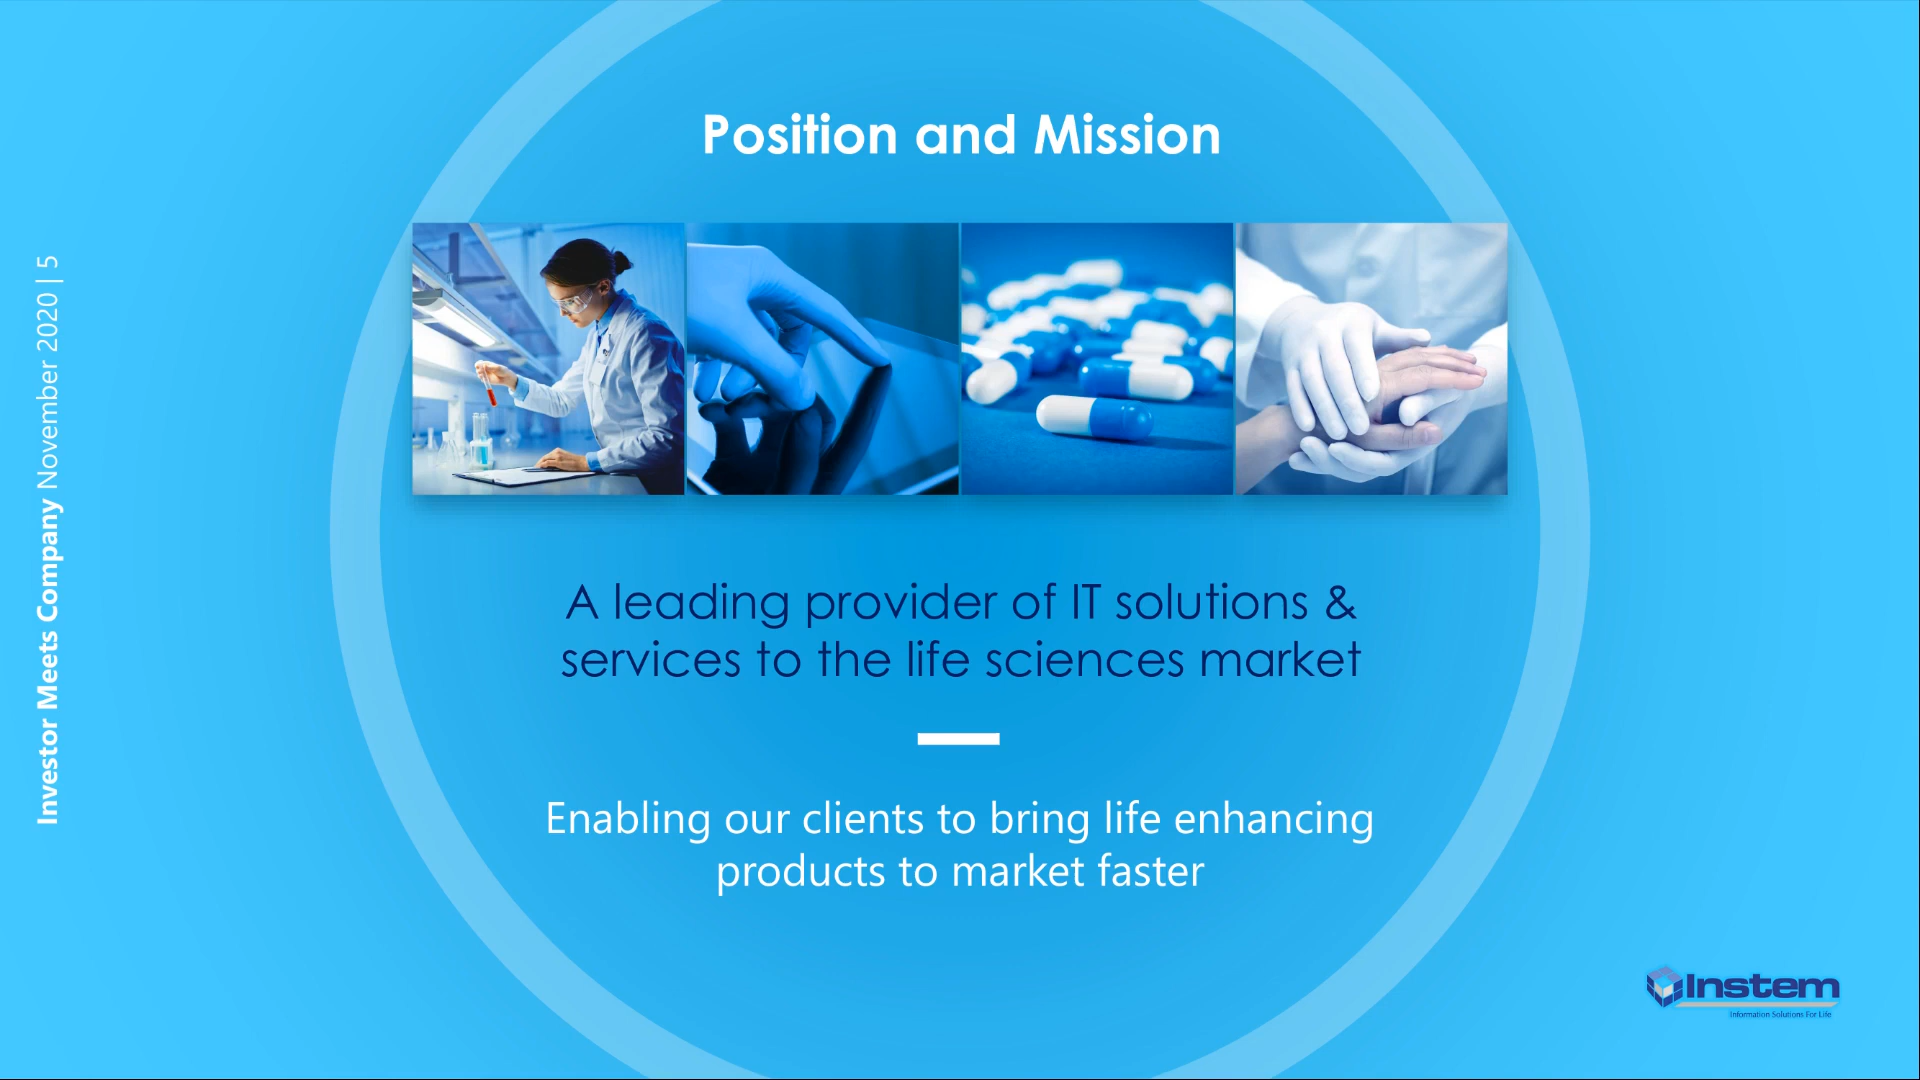 Position and Mission
Investor Meets Company November 2020 | 5
A leading provider of IT solutions &
services to the life sciences market
Enabling our clients to bring life enhancing
products to market faster
Instem
Information Solutions For Life